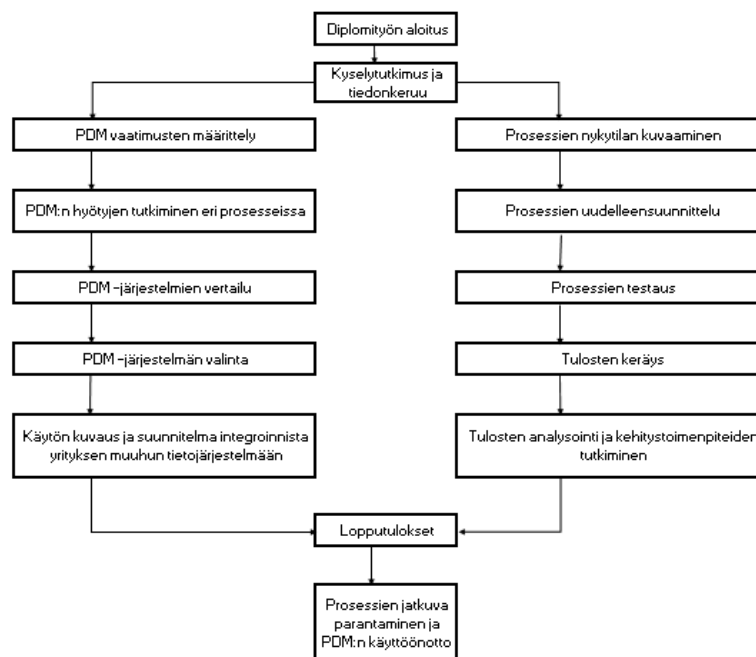 Diplomityön aloitus
Kyselytutkimus ja
tiedonkeruu
PDM vaatimusten määrittely
PDM:n hyötyjen tutkiminen eri prosesseissa
PDM -järjestelmien vertailu
PDM -järjestelmän valinta
Käytön kuvaus ja suunnitelma integroinnista
yrityksen muuhun tietojärjestelmään
Prosessien nykytilan kuvaaminen
Prosessien uudelleensuunnittelu
Prosessien testaus
Tulosten keräys
Tulosten analysointi ja kehitystoimenpiteiden
tutkiminen
Lopputulokset
Prosessien jatkuva
parantaminen ja
PDM:n käyttöönotto